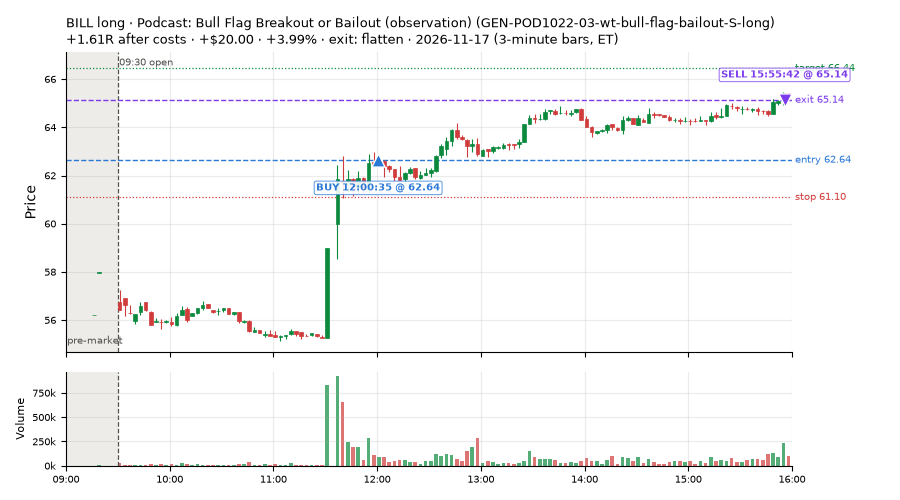 BILL long · Podcast: Bull Flag Breakout or Bailout (observation) (GEN-POD1022-03-wt-bull-flag-bailout-S-long)
+1.61R after costs · +$20.00 · +3.99% · exit: flatten · 2026-11-17 (3-minute bars, ET)
09:30 open
target 66.44
SELL 15:55:42 @ 65.14
exit 65.14
entry 62.64
BUY 12:00:35 @ 62.64
stop 61.10
pre-market
Price
66
64
62
60
58
56
Volume
750k
500k
250k
0k
09:00
10:00
11:00
12:00
13:00
14:00
15:00
16:00